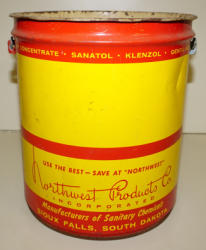 CONCENTRATE • SANATOL • KLENZOL •
USE THE BEST - SAVE AT "NORTHWEST"
Northwest Products Co.
INCORPORATED
Manufacturers of Sanitary Chemicals
SIOUX FALLS, SOUTH DAKOTA